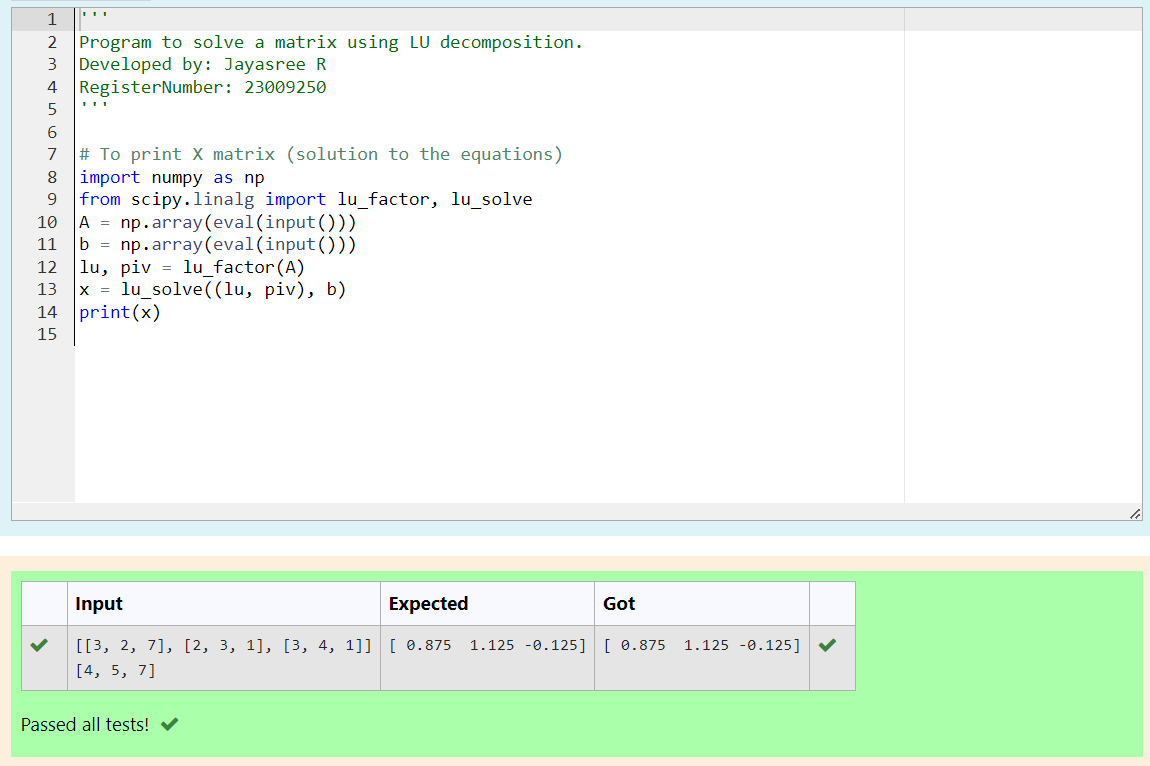 1 '''
2 Program to solve a matrix using LU decomposition.
3 Developed by: Jayasree R
4 RegisterNumber: 23009250
5 '''
6
7 # To print X matrix (solution to the equations)
8 import numpy as np
9 from scipy.linalg import lu_factor, lu_solve
10 A = np.array(eval(input()))
11 b = np.array(eval(input()))
12 lu, piv = lu_factor(A)
13 x = lu_solve((lu, piv), b)
14 print(x)
15
Input Expected Got
[[3, 2, 7], [2, 3, 1], [3, 4, 1]] [ 0.875  1.125 -0.125] [ 0.875  1.125 -0.125]
[4, 5, 7]
Passed all tests!